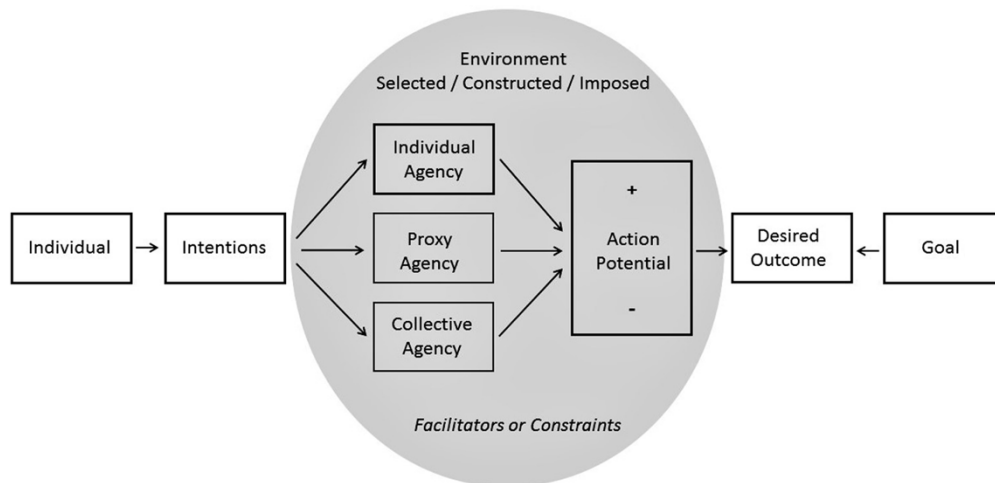 Environment
Selected / Constructed / Imposed
Individual
Agency
Individual
Intentions
Proxy
Agency
Collective
Agency
+
Action
Potential
-
Desired
Outcome
Goal
Facilitators or Constraints